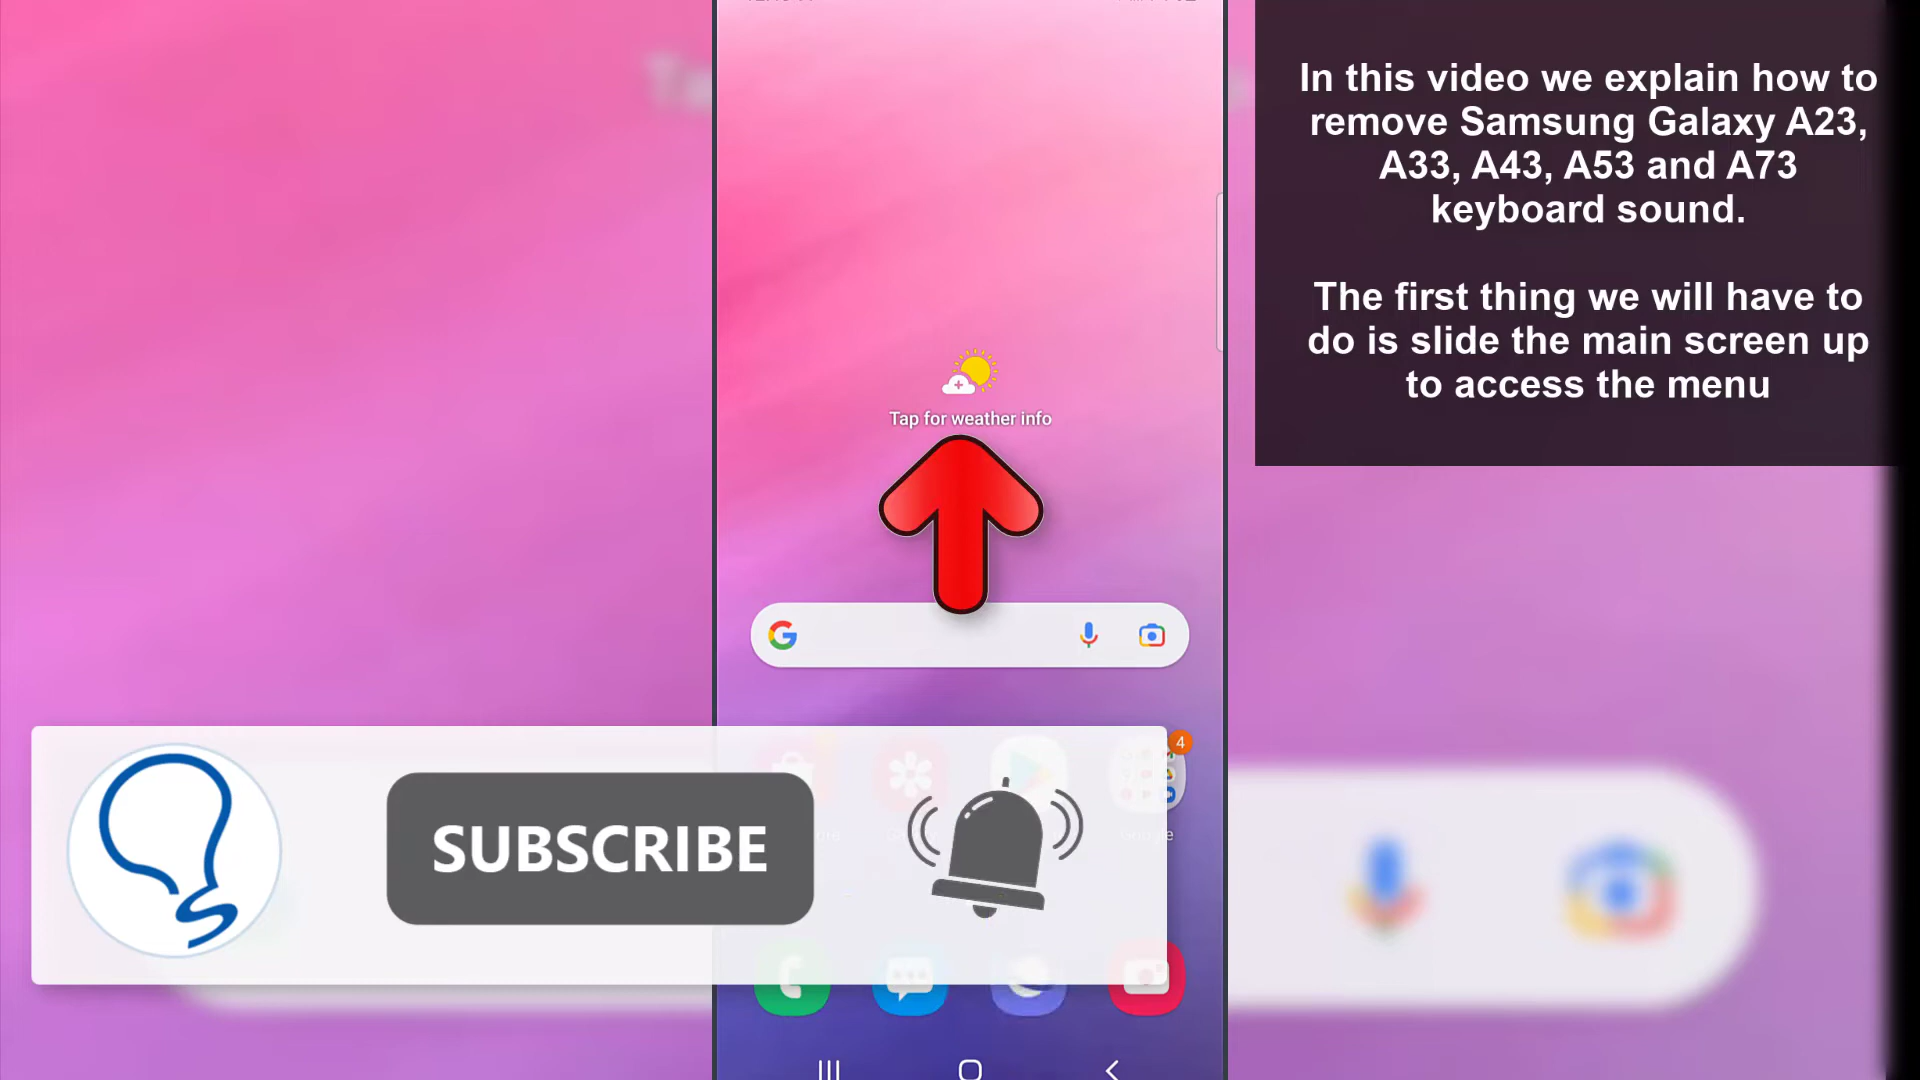 In this video we explain how to
remove Samsung Galaxy A23,
A33, A43, A53 and A73
keyboard sound.
The first thing we will have to
do is slide the main screen up
to access the menu
Tap for weather info
4
Google
SUBSCRIBE